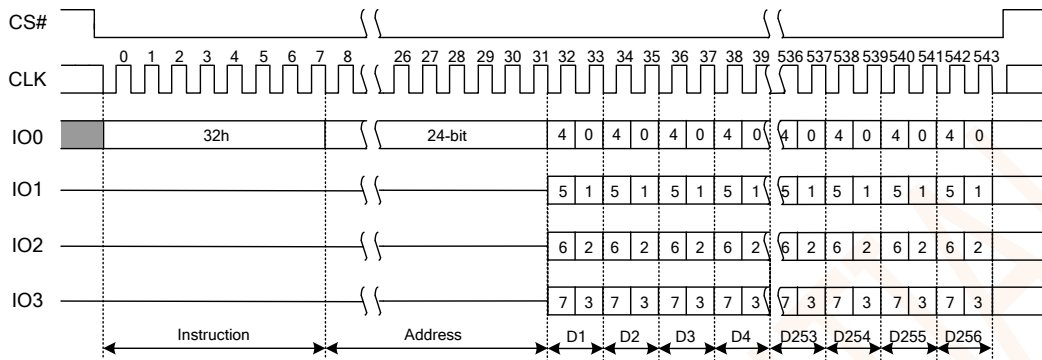 CS#
0 1 2 3 4 5 6 7 8 26 27 28 29 30 31 32 33 34 35 36 37 38 39 536 537 538 539 540 541 542 543
CLK
IO0 32h 24-bit 4 0 4 0 4 0 4 0 4 0 4 0 4 0 4 0
IO1 5 1 5 1 5 1 5 1 5 1 5 1 5 1 5 1
IO2 6 2 6 2 6 2 6 2 6 2 6 2 6 2 6 2
IO3 7 3 7 3 7 3 7 3 7 3 7 3 7 3 7 3
Instruction Address D1 D2 D3 D4 D253 D254 D255 D256